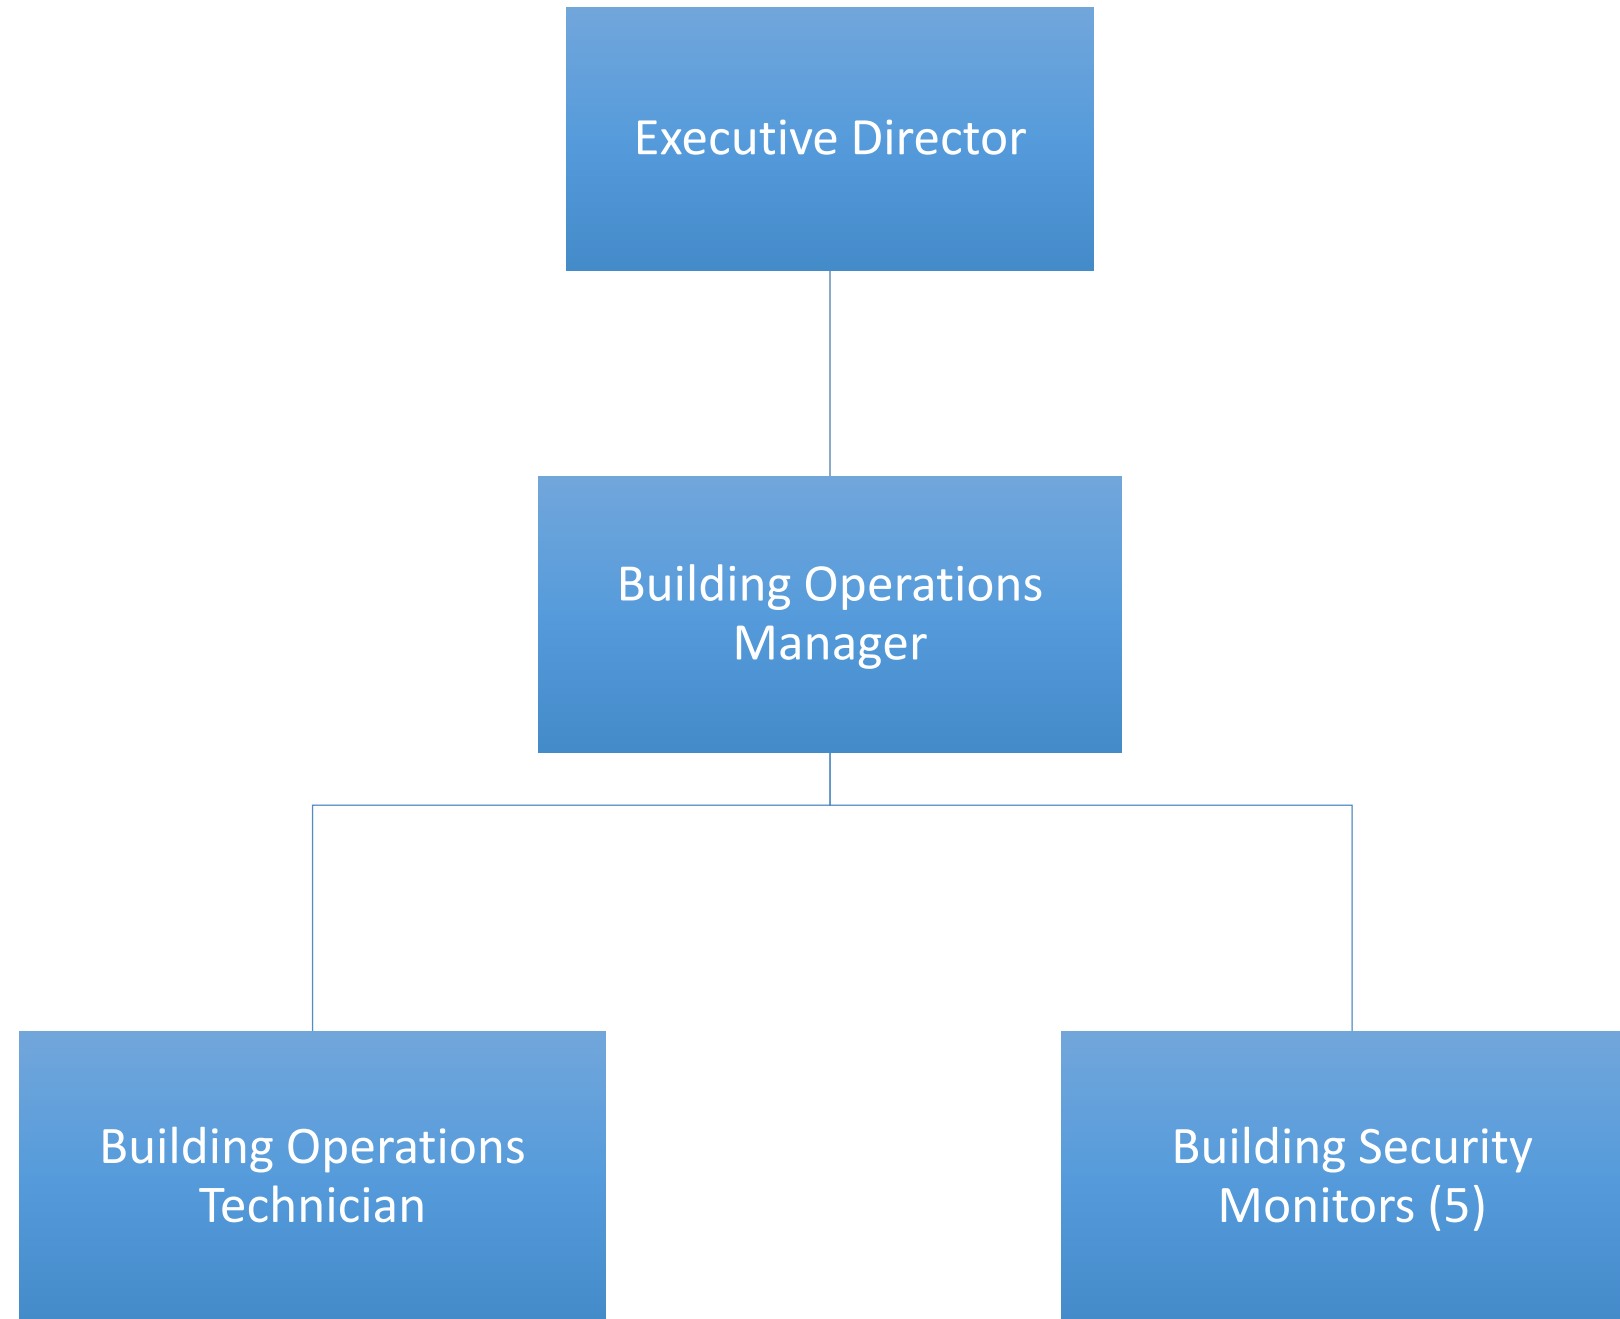 Executive Director
Building Operations
Manager
Building Operations
Technician
Building Security
Monitors (5)